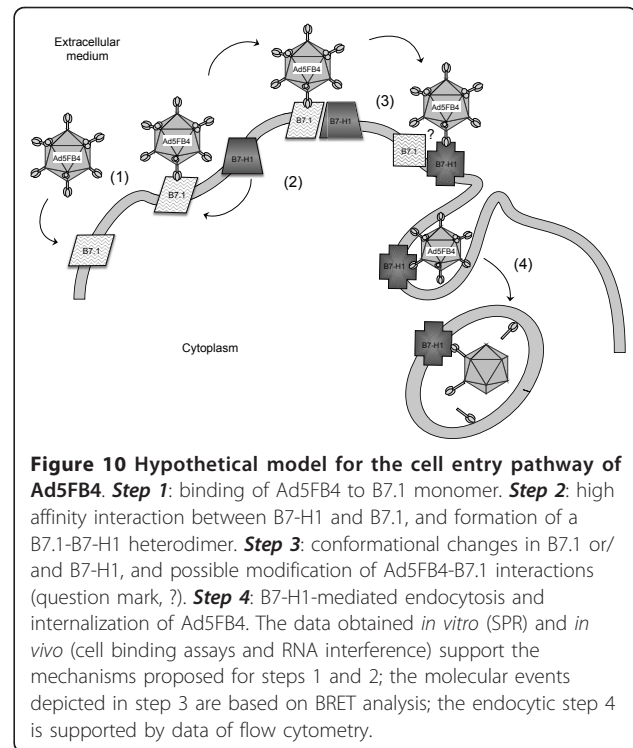 Extracellular
medium
Ad5FB4
(1)
Ad5FB4
Ad5FB4
(3)
Ad5FB4
B7.1
B7.1
B7-H1
(2)
B7.1
B7-H1
B7.1
?
B7-H1
B7-H1
Ad5FB4
(4)
B7-H1
Cytoplasm
Figure 10 Hypothetical model for the cell entry pathway of
Ad5FB4. Step 1: binding of Ad5FB4 to B7.1 monomer. Step 2: high
affinity interaction between B7-H1 and B7.1, and formation of a
B7.1-B7-H1 heterodimer. Step 3: conformational changes in B7.1 or/
and B7-H1, and possible modification of Ad5FB4-B7.1 interactions
(question mark, ?). Step 4: B7-H1-mediated endocytosis and
internalization of Ad5FB4. The data obtained in vitro (SPR) and in
vivo (cell binding assays and RNA interference) support the
mechanisms proposed for steps 1 and 2; the molecular events
depicted in step 3 are based on BRET analysis; the endocytic step 4
is supported by data of flow cytometry.